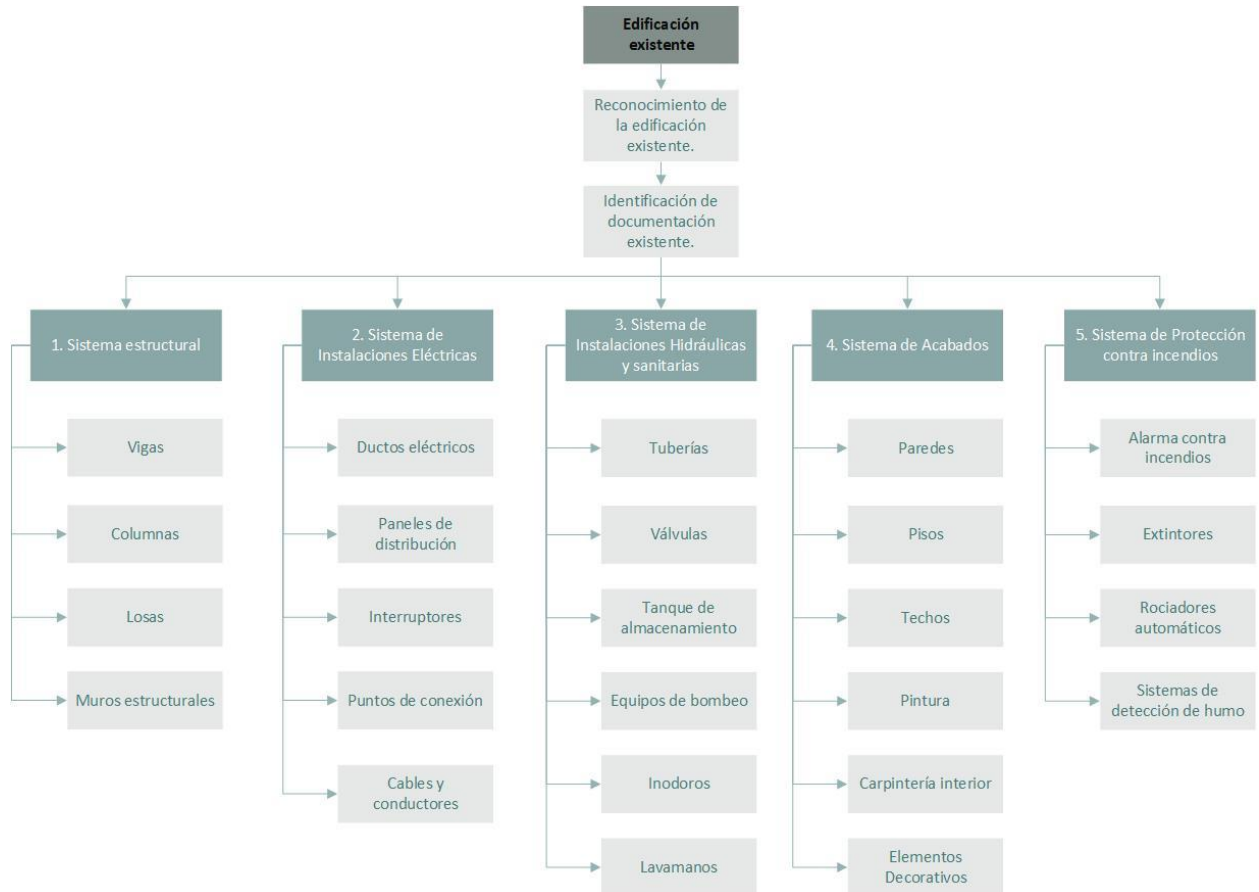 Edificación
existente
Reconocimiento de
la edificación
existente.
Identificación de
documentación
existente.
1. Sistema estructural
Vigas
Columnas
Losas
Muros estructurales
2. Sistema de
Instalaciones Eléctricas
Ductos eléctricos
Paneles de
distribución
Interruptores
Puntos de conexión
Cables y
conductores
3. Sistema de
Instalaciones Hidráulicas
y sanitarias
Tuberías
Válvulas
Tanque de
almacenamiento
Equipos de bombeo
Inodoros
Lavamanos
4. Sistema de Acabados
Paredes
Pisos
Techos
Pintura
Carpintería interior
Elementos
Decorativos
5. Sistema de Protección
contra incendios
Alarma contra
incendios
Extintores
Rociadores
automáticos
Sistemas de
detección de humo